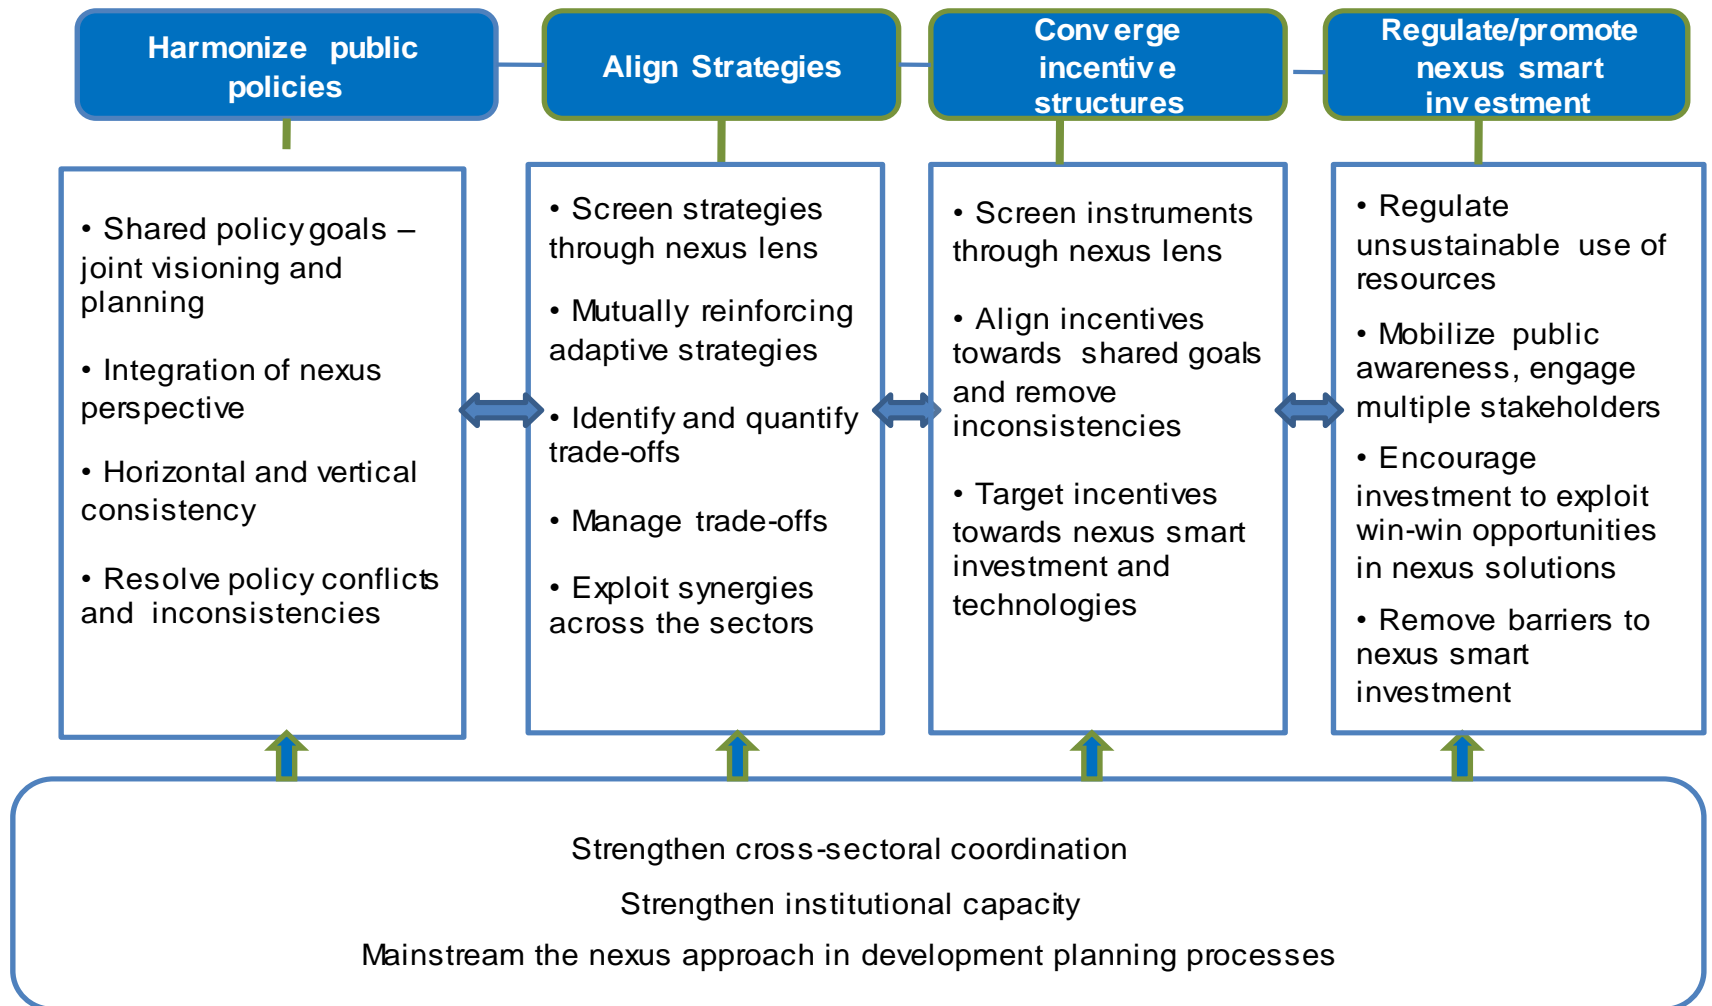 Harmonize public
policies
Align Strategies
Converge
incentive
structures
Regulate/promote
nexus smart
investment
• Shared policy goals –
joint visioning and
planning
• Integration of nexus
perspective
• Horizontal and vertical
consistency
• Resolve policy conflicts
and inconsistencies
• Screen strategies
through nexus lens
• Mutually reinforcing
adaptive strategies
• Identify and quantify
trade-offs
• Manage trade-offs
• Exploit synergies
across the sectors
• Screen instruments
through nexus lens
• Align incentives
towards shared goals
and remove
inconsistencies
• Target incentives
towards nexus smart
investment and
technologies
• Regulate
unsustainable use of
resources
• Mobilize public
awareness, engage
multiple stakeholders
• Encourage
investment to exploit
win-win opportunities
in nexus solutions
• Remove barriers to
nexus smart
investment
Strengthen cross-sectoral coordination
Strengthen institutional capacity
Mainstream the nexus approach in development planning processes